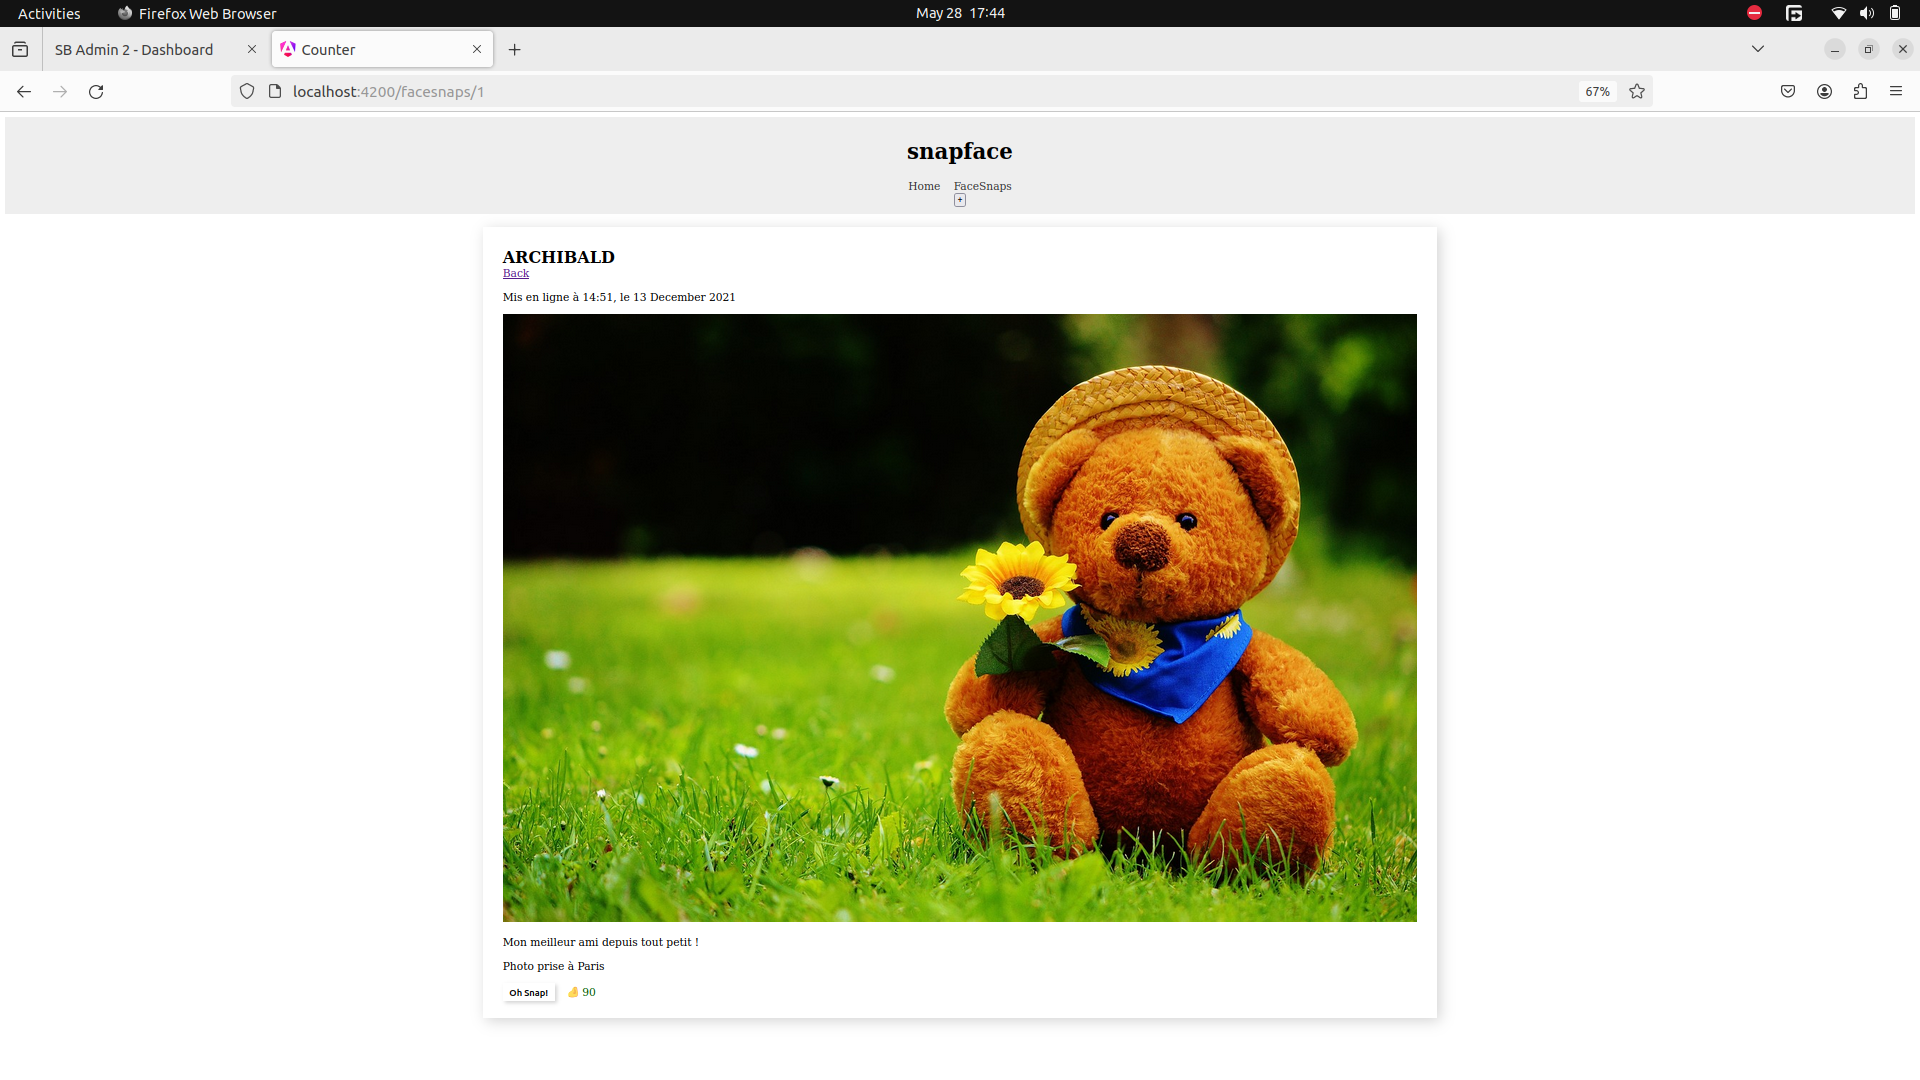 Activities Firefox Web Browser May 28 17:44
SB Admin 2 - Dashboard Counter
localhost:4200/facesnaps/1 67%
snapface
Home FaceSnaps
+
ARCHIBALD
Back
Mis en ligne à 14:51, le 13 December 2021
Mon meilleur ami depuis tout petit !
Photo prise à Paris
Oh Snap! 👍 90